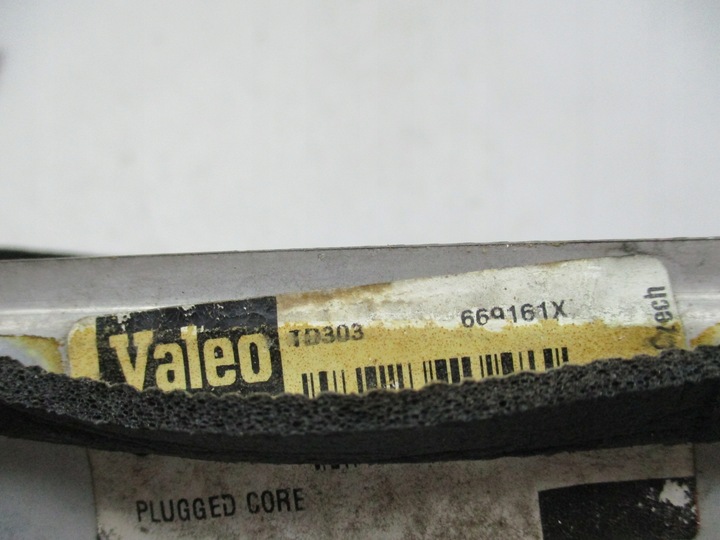 Valeo
TD303
669161X
Czech
PLUGGED CORE